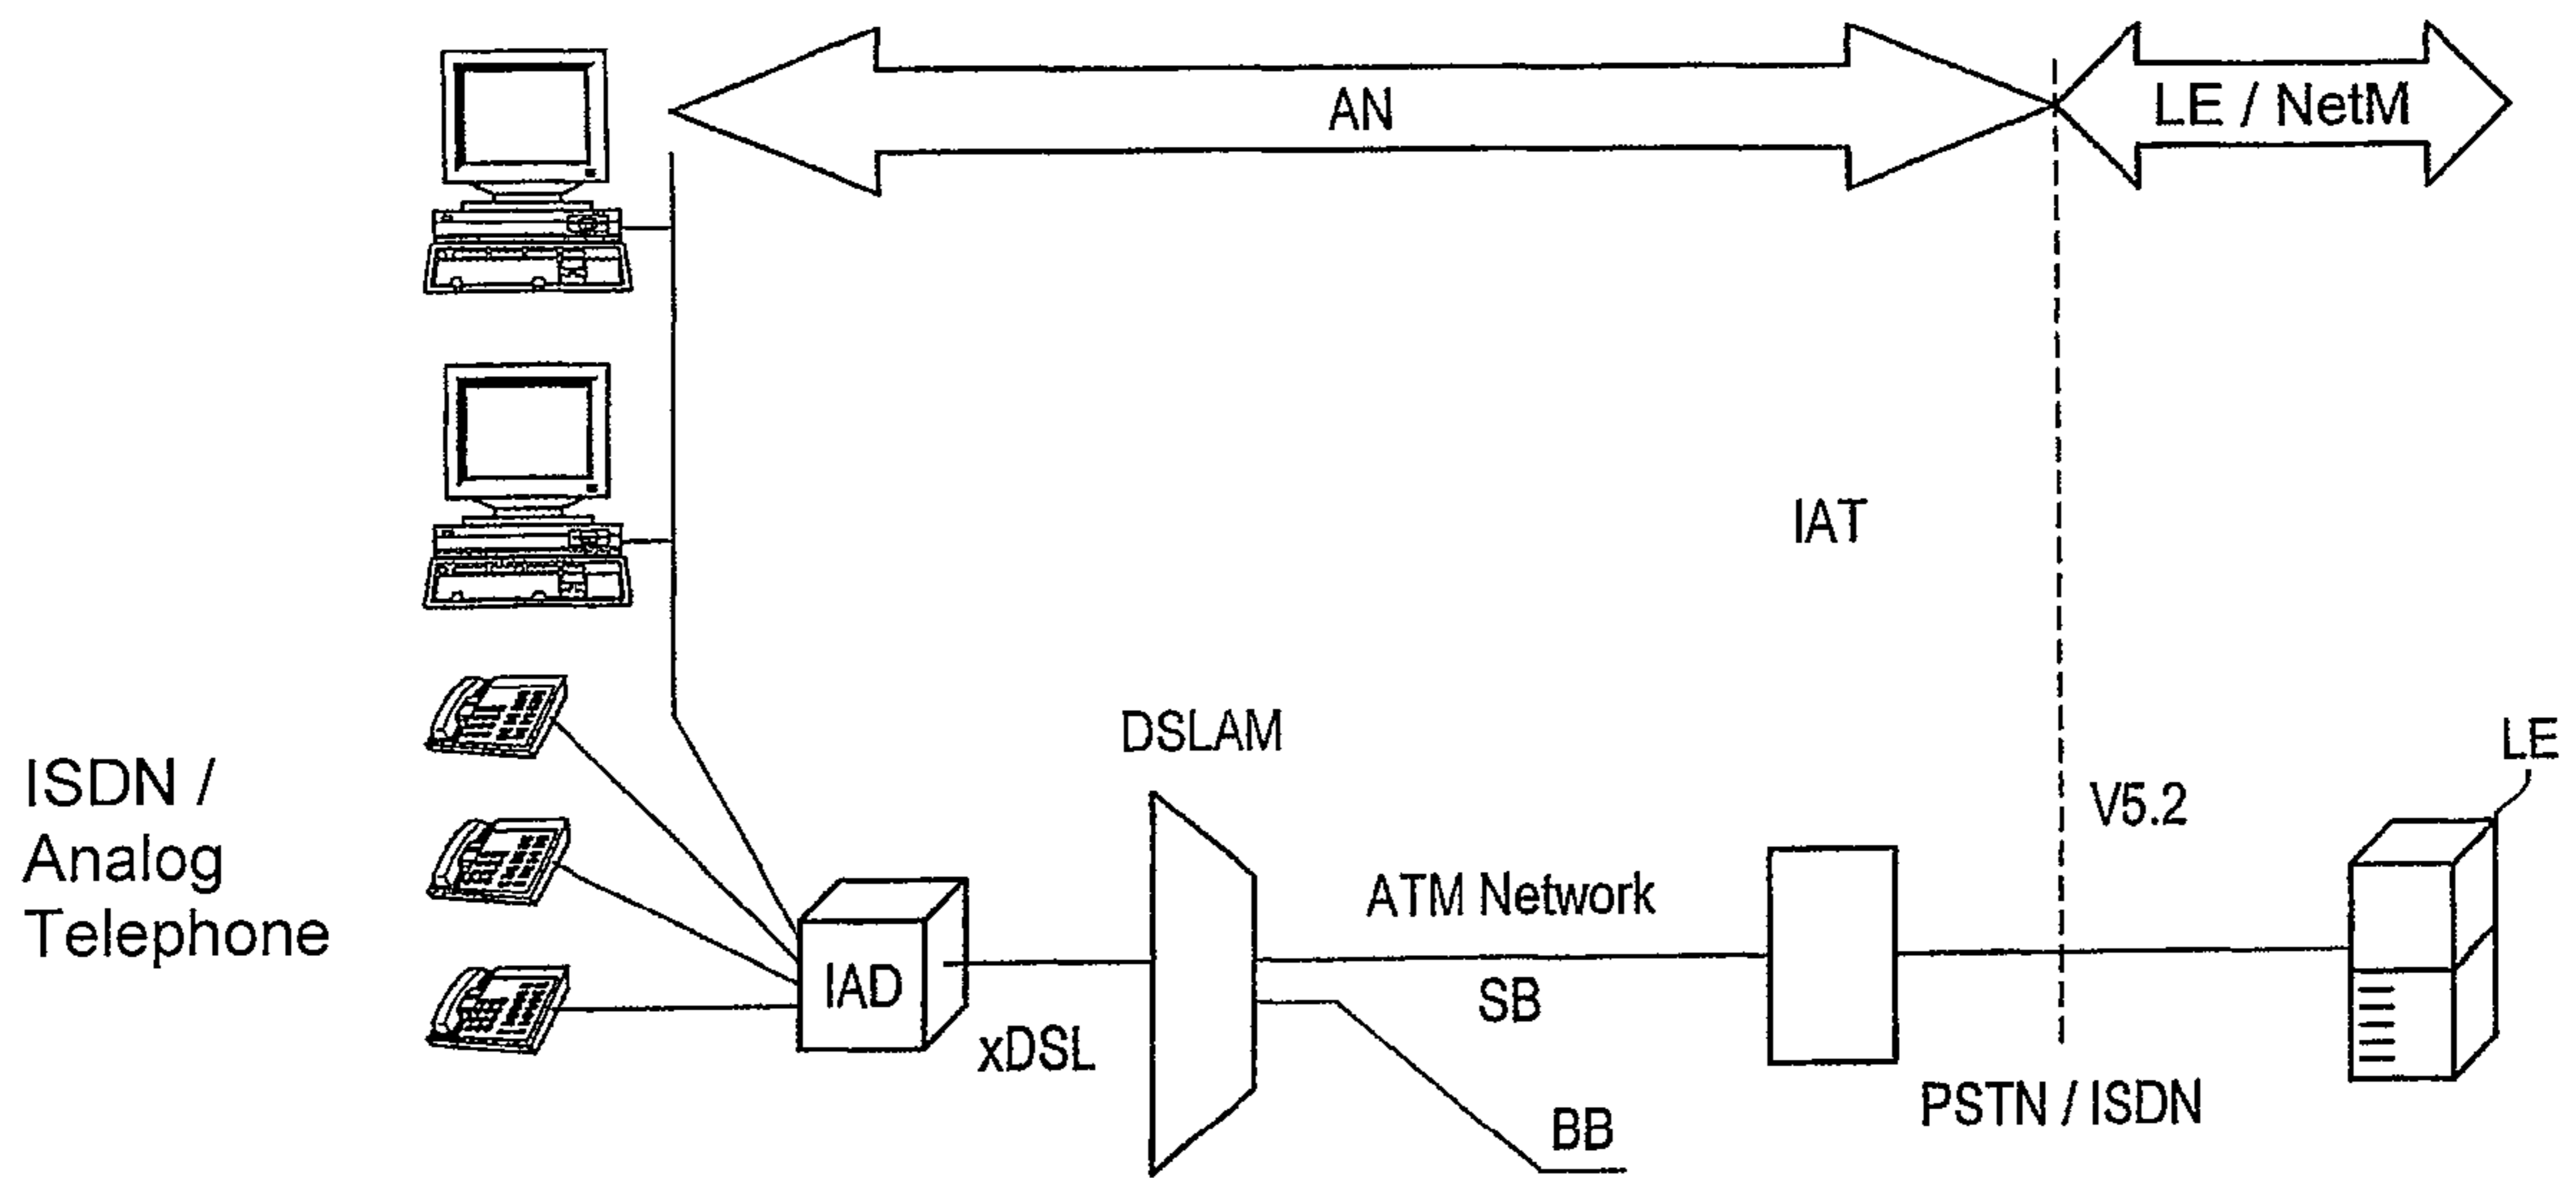 AN
LE / NetM
IAT
DSLAM
LE
ISDN /
Analog
Telephone
V5.2
ATM Network
IAD
SB
xDSL
BB
PSTN / ISDN